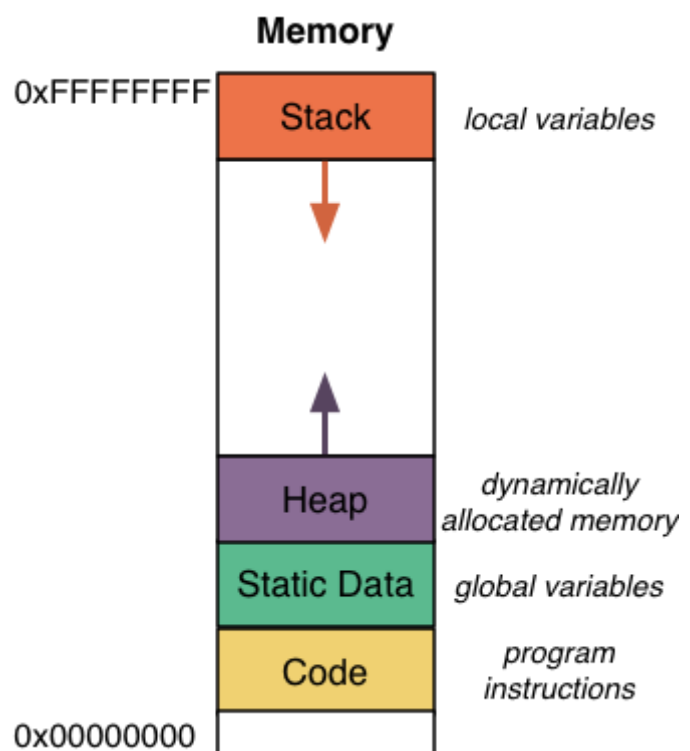 Memory
0xFFFFFFFF
Stack
local variables
Heap
dynamically
allocated memory
Static Data
global variables
Code
program
instructions
0x00000000